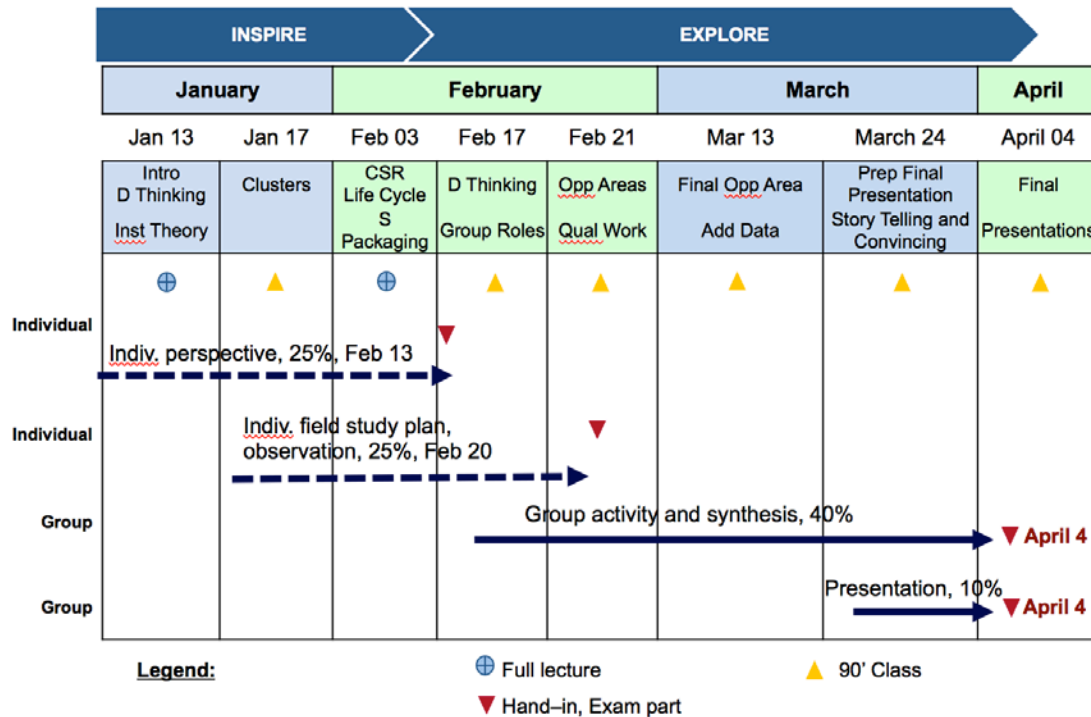 INSPIRE EXPLORE
January February March April
Jan 13 Jan 17 Feb 03 Feb 17 Feb 21 Mar 13 March 24 April 04
Intro
D Thinking
Inst Theory
Clusters
CSR
Life Cycle
S
Packaging
D Thinking
Group Roles
Opp Areas
Qual Work
Final Opp Area
Add Data
Prep Final
Presentation
Story Telling and
Convincing
Final
Presentations
Individual
Indiv. perspective, 25%, Feb 13
Individual
Indiv. field study plan,
observation, 25%, Feb 20
Group
Group activity and synthesis, 40%
April 4
Group
Presentation, 10%
April 4
Legend:
Full lecture
90’ Class
Hand–in, Exam part